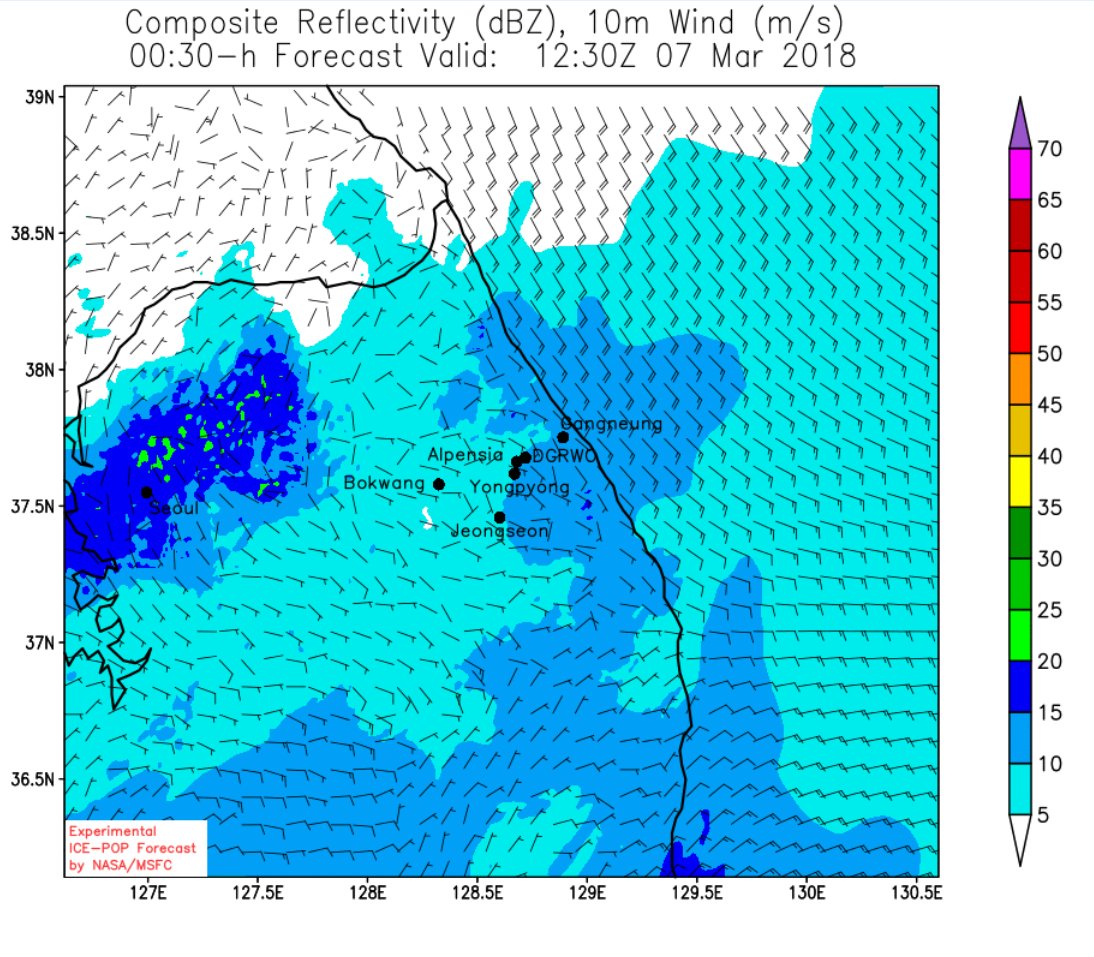 Composite Reflectivity (dBZ), 10m Wind (m/s)
00:30-h Forecast Valid: 12:30Z 07 Mar 2018
39N
38.5N
38N
37.5N
37N
36.5N
Gangneung
Alpensia
DGRWO
Bokwang
Yongpyong
Seoul
Jeongseon
Experimental
ICE-POP Forecast
by NASA/MSFC
127E
127.5E
128E
128.5E
129E
129.5E
130E
130.5E
70
65
60
55
50
45
40
35
30
25
20
15
10
5